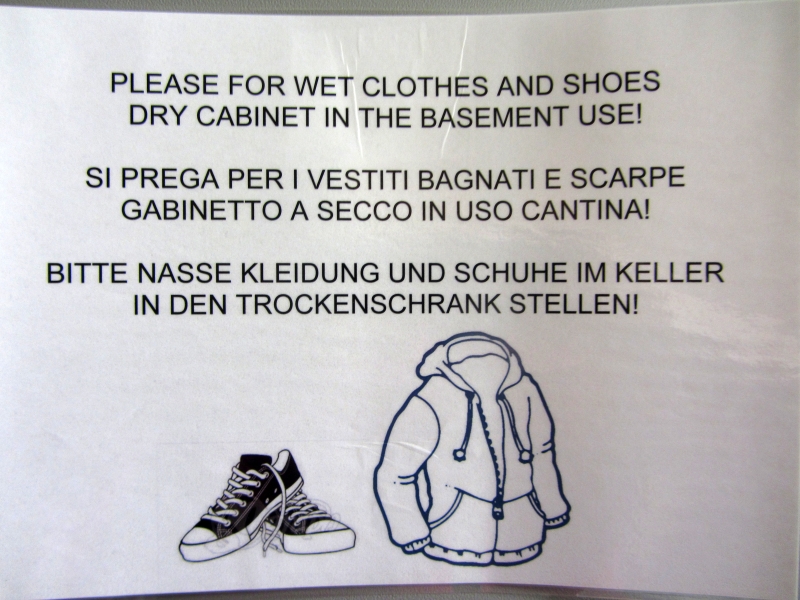 PLEASE FOR WET CLOTHES AND SHOES
DRY CABINET IN THE BASEMENT USE!
SI PREGA PER I VESTITI BAGNATI E SCARPE
GABINETTO A SECCO IN USO CANTINA!
BITTE NASSE KLEIDUNG UND SCHUHE IM KELLER
IN DEN TROCKENSCHRANK STELLEN!